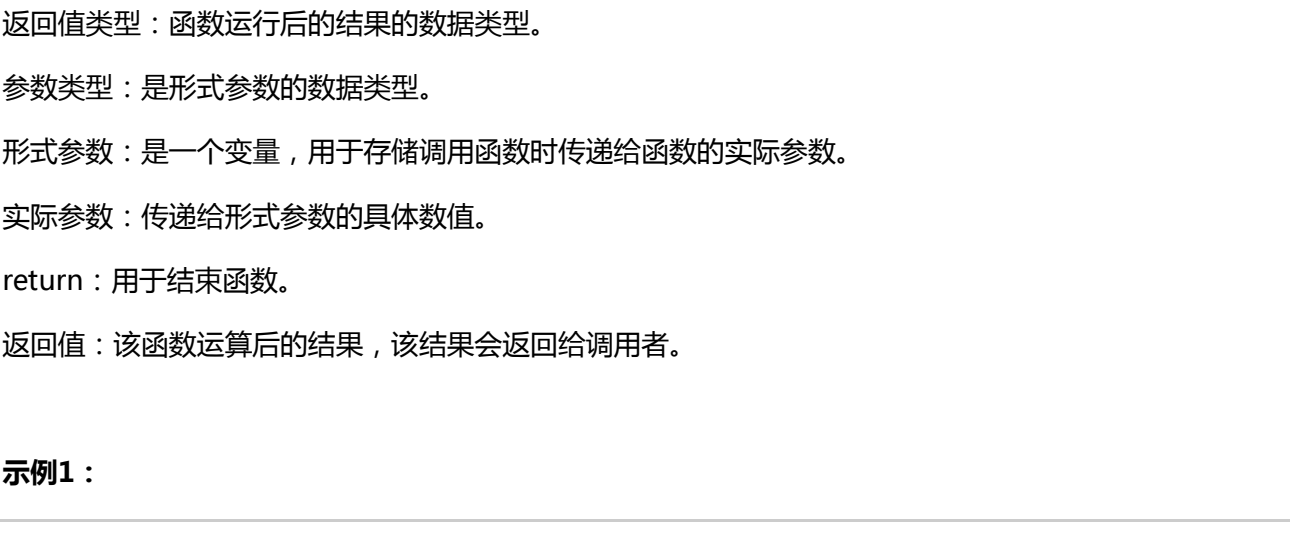 返回值类型：函数运行后的结果的数据类型。
参数类型：是形式参数的数据类型。
形式参数：是一个变量，用于存储调用函数时传递给函数的实际参数。
实际参数：传递给形式参数的具体数值。
return：用于结束函数。
返回值：该函数运算后的结果，该结果会返回给调用者。
示例1：